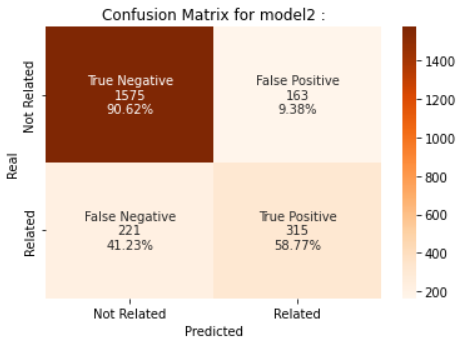 Confusion Matrix for model2 :
Not Related
True Negative
1575
90.62%
False Positive
163
9.38%
Real
Related
False Negative
221
41.23%
True Positive
315
58.77%
Not Related
Related
Predicted
1400
1200
1000
800
600
400
200